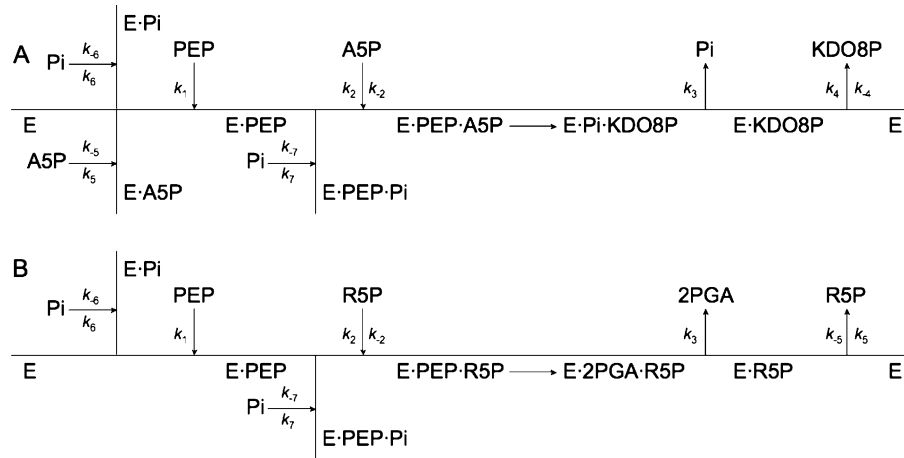 E·Pi
A Pi k-6 PEP A5P Pi KDO8P
k6 k1 k2 k-2 k3 k4 k-4
E E·PEP E·PEP·A5P E·Pi·KDO8P E·KDO8P E
A5P k-5 Pi k-7
k5 k7
E·A5P E·PEP·Pi
B E·Pi
Pi k-6 PEP R5P 2PGA R5P
k6 k1 k2 k-2 k3 k-5 k5
E E·PEP E·PEP·R5P E·2PGA·R5P E·R5P E
Pi k-7
k7
E·PEP·Pi